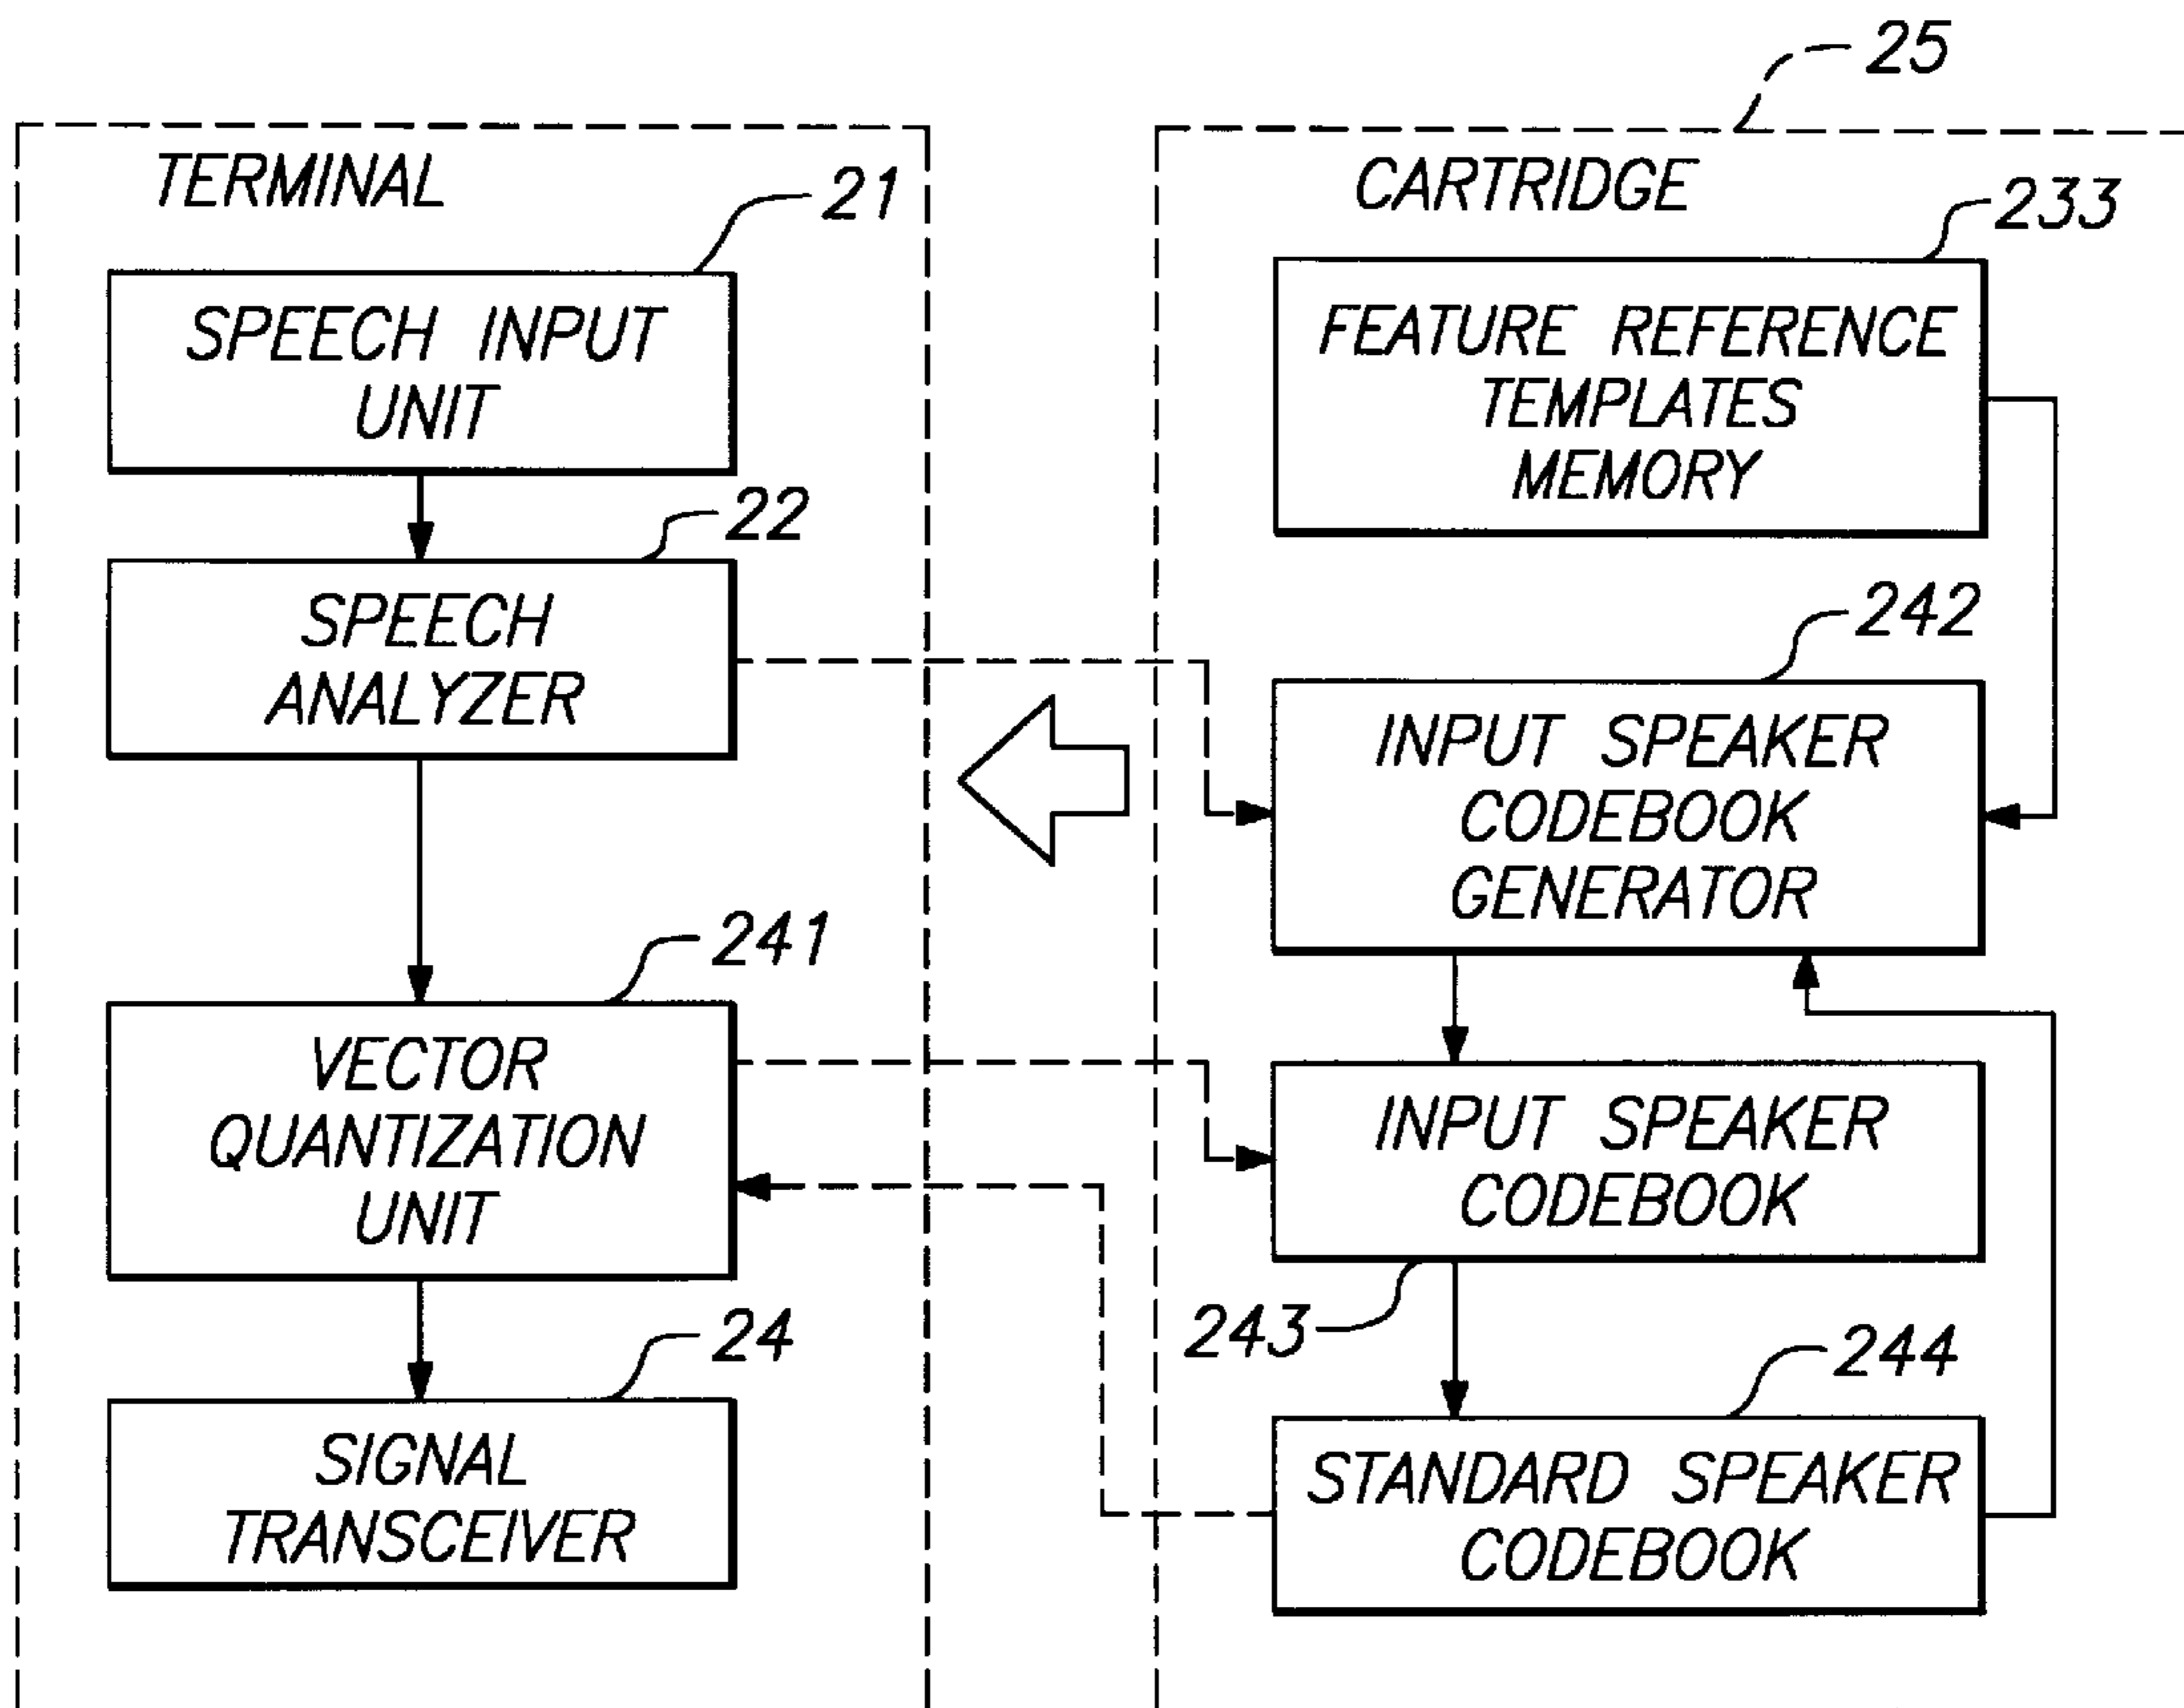 25
TERMINAL
21
SPEECH INPUT
UNIT
22
SPEECH
ANALYZER
241
VECTOR
QUANTIZATION
UNIT
24
SIGNAL
TRANSCEIVER
CARTRIDGE
233
FEATURE REFERENCE
TEMPLATES
MEMORY
242
INPUT SPEAKER
CODEBOOK
GENERATOR
INPUT SPEAKER
CODEBOOK
243
244
STANDARD SPEAKER
CODEBOOK